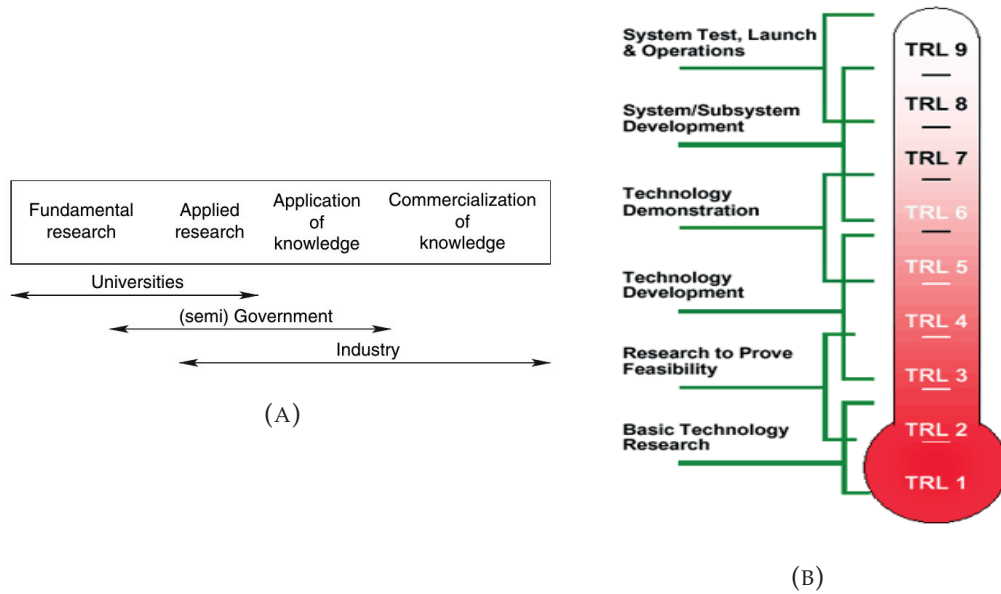 Fundamental
research
Applied
research
Application
of
knowledge
Commercialization
of
knowledge
Universities
(semi) Government
Industry
(A)
System Test, Launch
& Operations
System/Subsystem
Development
Technology
Demonstration
Technology
Development
Research to Prove
Feasibility
Basic Technology
Research
TRL 9
TRL 8
TRL 7
TRL 6
TRL 5
TRL 4
TRL 3
TRL 2
TRL 1
(B)